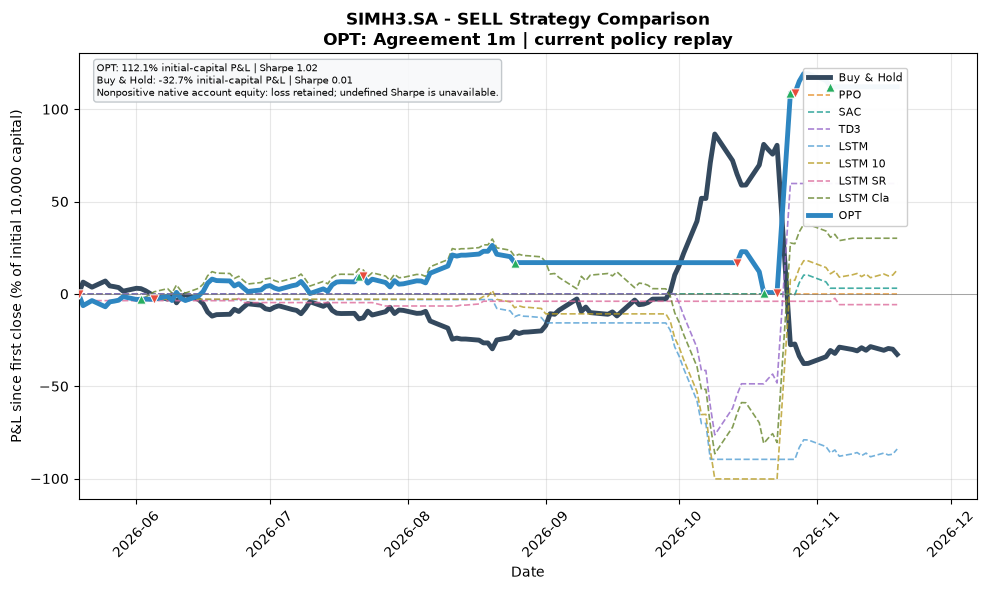 SIMH3.SA - SELL Strategy Comparison
OPT: Agreement 1m | current policy replay
OPT: 112.1% initial-capital P&L | Sharpe 1.02
Buy & Hold: -32.7% initial-capital P&L | Sharpe 0.01
Nonpositive native account equity: loss retained; undefined Sharpe is unavailable.
Buy & Hold
PPO
SAC
TD3
LSTM
LSTM 10
LSTM SR
LSTM Cla
OPT
P&L since first close (% of initial 10,000 capital)
100
50
0
−50
−100
2026-06
2026-07
2026-08
2026-09
2026-10
2026-11
2026-12
Date